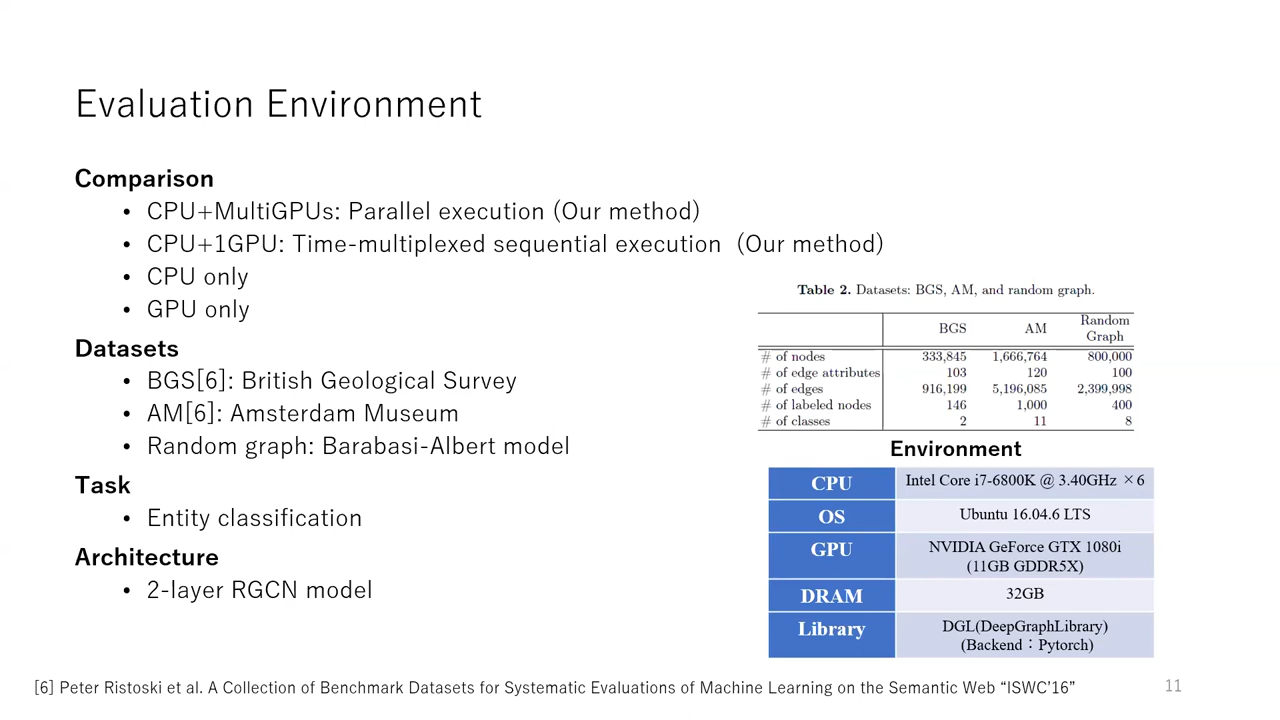 Evaluation Environment
Comparison
• CPU+MultiGPUs: Parallel execution (Our method)
• CPU+1GPU: Time-multiplexed sequential execution (Our method)
• CPU only
• GPU only
Datasets
• BGS[6]: British Geological Survey
• AM[6]: Amsterdam Museum
• Random graph: Barabasi-Albert model
Task
• Entity classification
Architecture
• 2-layer RGCN model
Table 2. Datasets: BGS, AM, and random graph.
BGS AM Random
Graph
# of nodes 333,845 1,666,764 800,000
# of edge attributes 103 120 100
# of edges 916,199 5,196,085 2,399,998
# of labeled nodes 146 1,000 400
# of classes 2 11 8
Environment
CPU Intel Core i7-6800K @ 3.40GHz ×6
OS Ubuntu 16.04.6 LTS
GPU NVIDIA GeForce GTX 1080i
(11GB GDDR5X)
DRAM 32GB
Library DGL(DeepGraphLibrary)
(Backend：Pytorch)
[6] Peter Ristoski et al. A Collection of Benchmark Datasets for Systematic Evaluations of Machine Learning on the Semantic Web “ISWC’16”
11